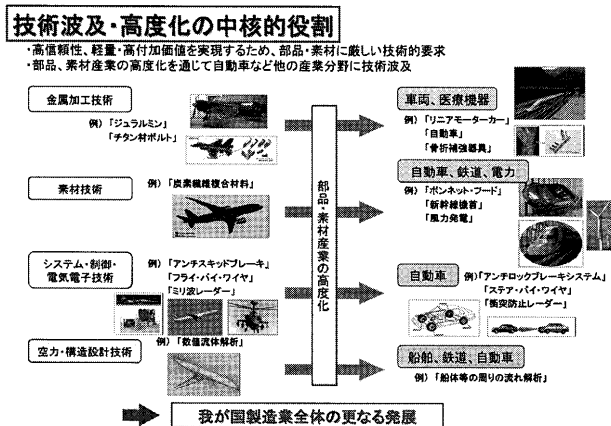 技術波及・高度化の中核的役割
・高信頼性、軽量・高付加価値を実現するため、部品・素材に厳しい技術的要求
・部品、素材産業の高度化を通じて自動車など他の産業分野に技術波及
金属加工技術
例)「ジュラルミン」
「チタン材ボルト」
素材技術
例)「炭素繊維複合材料」
システム・制御・
電気電子技術
例)「アンチスキッドブレーキ」
「フライ・バイ・ワイヤ」
「ミリ波レーダー」
空力・構造設計技術
例)「数値流体解析」
部品・素材産業の高度化
車両、医療機器
例)「リニアモーターカー」
「自動車」
「骨折補強器具」
自動車、鉄道、電力
例)「ボンネット・フード」
「新幹線機首」
「風力発電」
自動車
例)「アンチロックブレーキシステム」
「ステア・バイ・ワイヤ」
「衝突防止レーダー」
船舶、鉄道、自動車
例)「船体等の周りの流れ解析」
我が国製造業全体の更なる発展